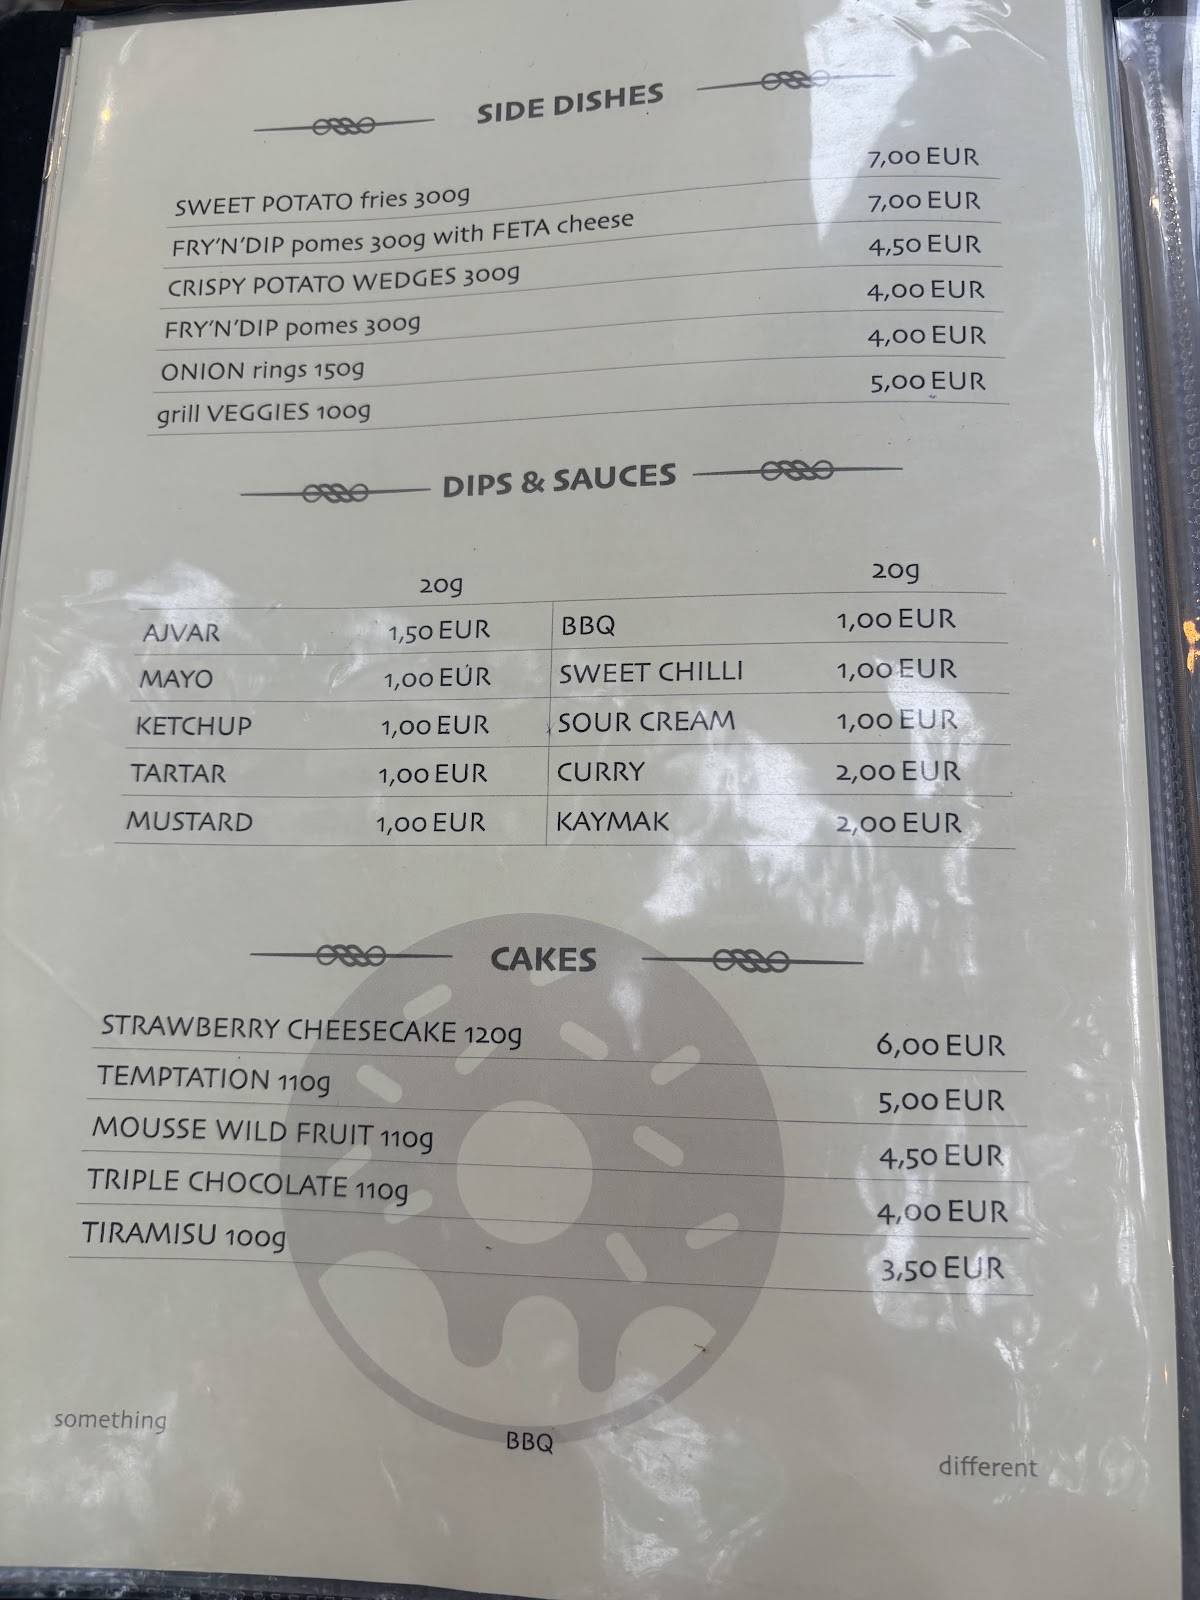 SIDE DISHES
SWEET POTATO fries 300g 7,00 EUR
FRY'N'DIP pomes 300g with FETA cheese 7,00 EUR
CRISPY POTATO WEDGES 300g 4,50 EUR
FRY'N'DIP pomes 300g 4,00 EUR
ONION rings 150g 4,00 EUR
grill VEGGIES 100g 5,00 EUR
DIPS & SAUCES
20g 20g
AJVAR 1,50 EUR BBQ 1,00 EUR
MAYO 1,00 EUR SWEET CHILLI 1,00 EUR
KETCHUP 1,00 EUR SOUR CREAM 1,00 EUR
TARTAR 1,00 EUR CURRY 2,00 EUR
MUSTARD 1,00 EUR KAYMAK 2,00 EUR
CAKES
STRAWBERRY CHEESECAKE 120g 6,00 EUR
TEMPTATION 110g 5,00 EUR
MOUSSE WILD FRUIT 110g 4,50 EUR
TRIPLE CHOCOLATE 110g 4,00 EUR
TIRAMISU 100g 3,50 EUR
something BBQ different